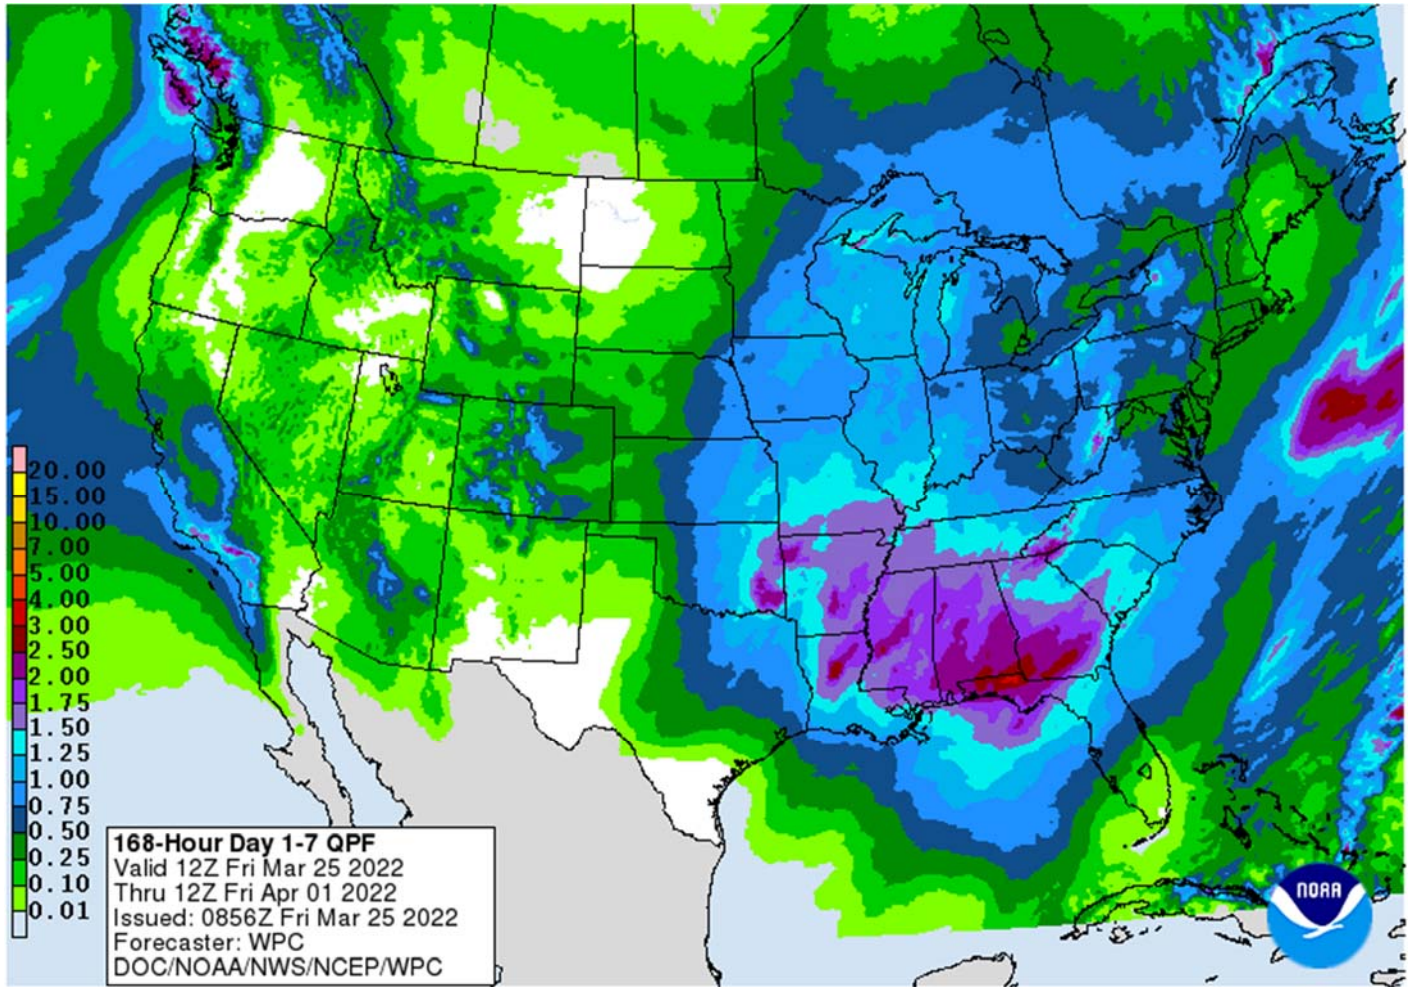 20.00
15.00
10.00
7.00
5.00
4.00
3.00
2.50
2.00
1.75
1.50
1.25
1.00
0.75
0.50
0.25
0.10
0.01
168-Hour Day 1-7 QPF
Valid 12Z Fri Mar 25 2022
Thru 12Z Fri Apr 01 2022
Issued: 0856Z Fri Mar 25 2022
Forecaster: WPC
DOC/NOAA/NWS/NCEP/WPC
NOAA